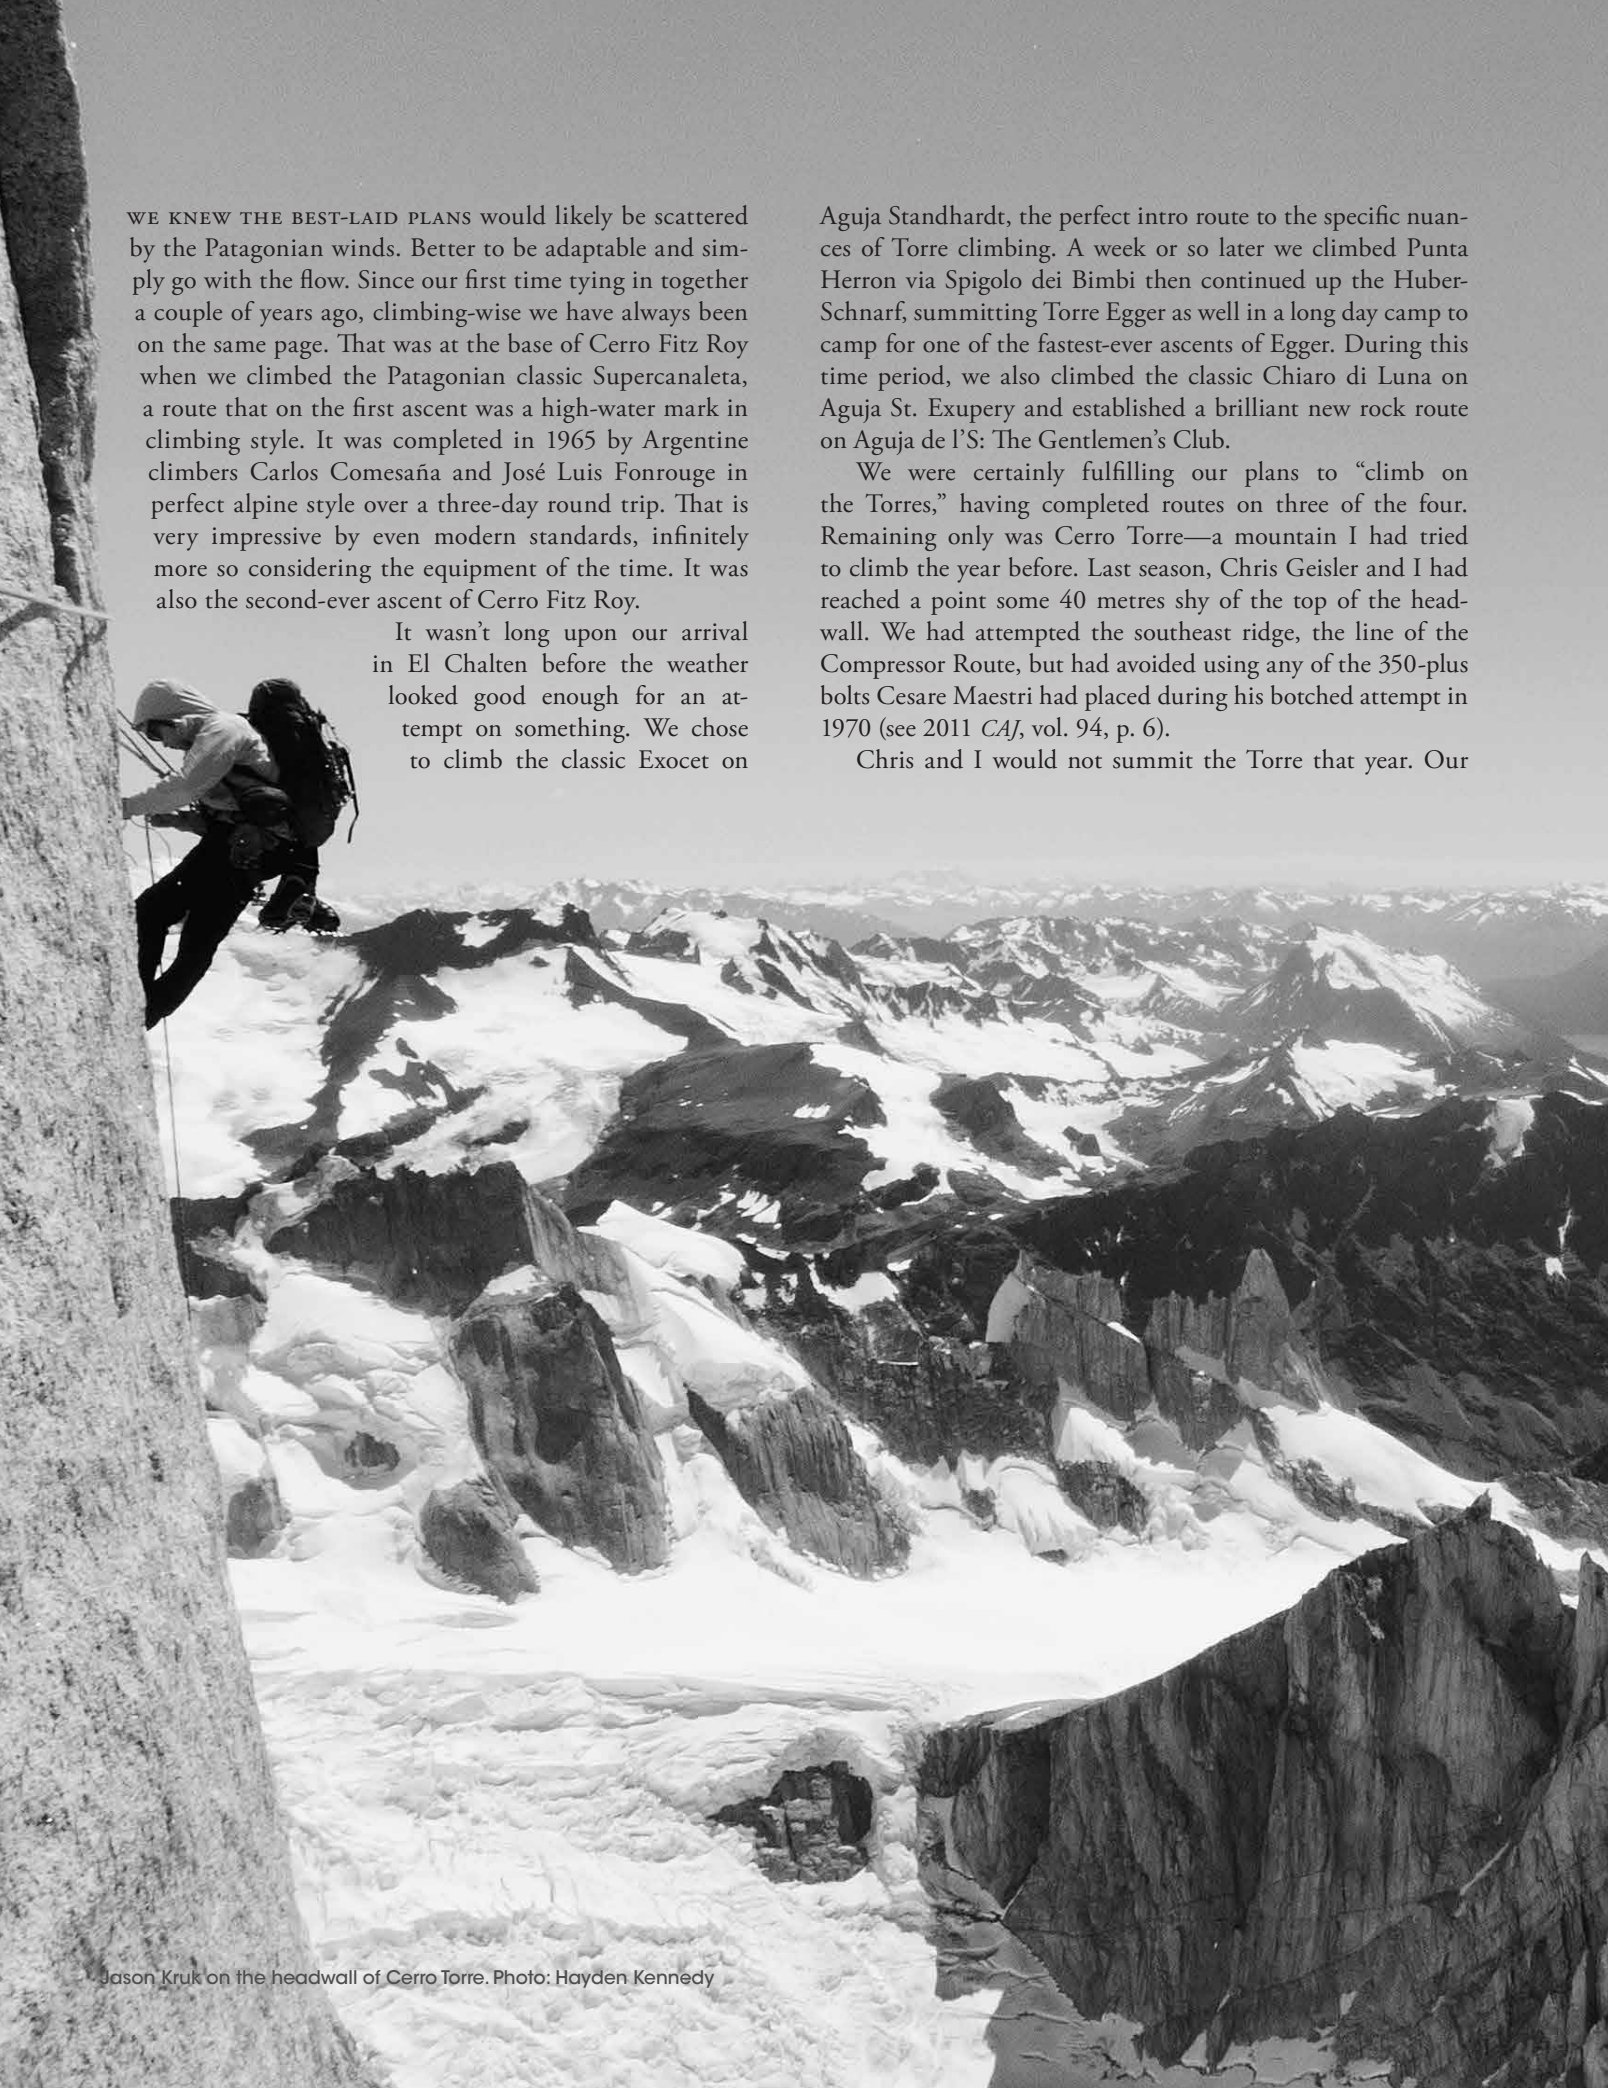 WE KNEW THE BEST-LAID PLANS would likely be scattered
by the Patagonian winds. Better to be adaptable and sim-
ply go with the flow. Since our first time tying in together
a couple of years ago, climbing-wise we have always been
on the same page. That was at the base of Cerro Fitz Roy
when we climbed the Patagonian classic Supercanaleta,
a route that on the first ascent was a high-water mark in
climbing style. It was completed in 1965 by Argentine
climbers Carlos Comesaña and José Luis Fonrouge in
perfect alpine style over a three-day round trip. That is
very impressive by even modern standards, infinitely
more so considering the equipment of the time. It was
also the second-ever ascent of Cerro Fitz Roy.
It wasn’t long upon our arrival
in El Chalten before the weather
looked good enough for an at-
tempt on something. We chose
to climb the classic Exocet on
Aguja Standhardt, the perfect intro route to the specific nuan-
ces of Torre climbing. A week or so later we climbed Punta
Herron via Spigolo dei Bimbi then continued up the Huber-
Schnarf, summitting Torre Egger as well in a long day camp to
camp for one of the fastest-ever ascents of Egger. During this
time period, we also climbed the classic Chiaro di Luna on
Aguja St. Exupery and established a brilliant new rock route
on Aguja de l’S: The Gentlemen’s Club.
We were certainly fulfilling our plans to “climb on
the Torres,” having completed routes on three of the four.
Remaining only was Cerro Torre—a mountain I had tried
to climb the year before. Last season, Chris Geisler and I had
reached a point some 40 metres shy of the top of the head-
wall. We had attempted the southeast ridge, the line of the
Compressor Route, but had avoided using any of the 350-plus
bolts Cesare Maestri had placed during his botched attempt in
1970 (see 2011 CAJ, vol. 94, p. 6).
Chris and I would not summit the Torre that year. Our
Jason Kruk on the headwall of Cerro Torre. Photo: Hayden Kennedy